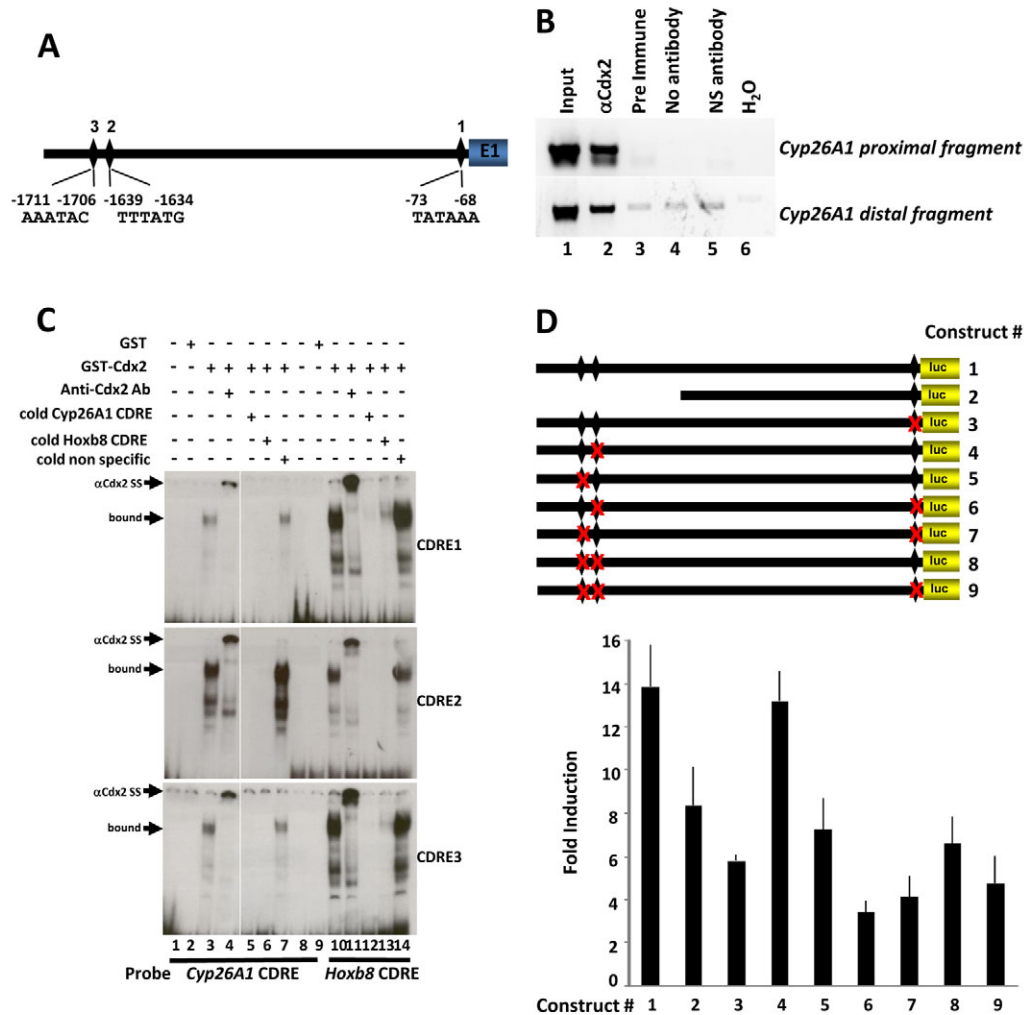 A
3 2 1
E1
-1711 -1706 -1639 -1634 -73 -68
AAATAC TTTATG TATAAA
B
Input
αCdx2
Pre Immune
No antibody
NS antibody
H2O
Cyp26A1 proximal fragment
Cyp26A1 distal fragment
1 2 3 4 5 6
C
GST - + - - - - - - + - - - - -
GST-Cdx2 - - + + + + + - - + + + + +
Anti-Cdx2 Ab - - - + - - - - - - + - - -
cold Cyp26A1 CDRE - - - - + - - - - - - + - -
cold Hoxb8 CDRE - - - - - + - - - - - - + -
cold non specific - - - - - - + - - - - - - +
αCdx2 SS
bound
CDRE1
αCdx2 SS
bound
CDRE2
αCdx2 SS
bound
CDRE3
1 2 3 4 5 6 7 8 9 10 11 12 13 14
Probe Cyp26A1 CDRE Hoxb8 CDRE
D
Construct #
luc 1
luc 2
X luc 3
X luc 4
X luc 5
X X luc 6
X X luc 7
X X luc 8
X X X luc 9
Fold Induction
16
14
12
10
8
6
4
2
0
Construct # 1 2 3 4 5 6 7 8 9